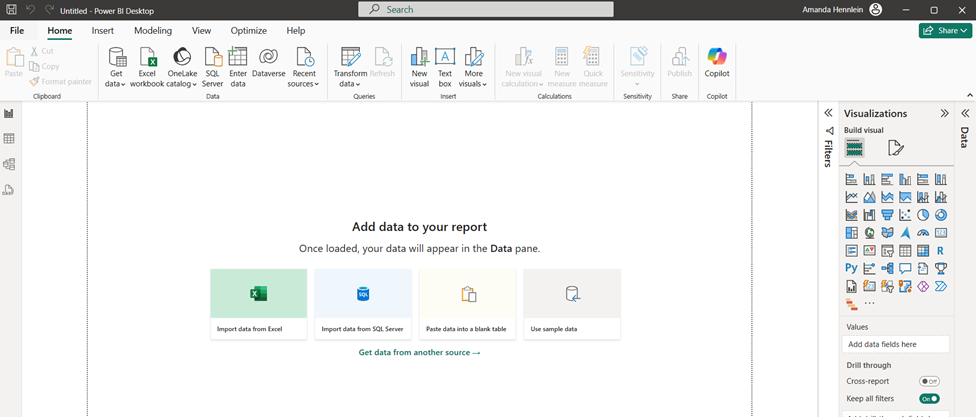 Untitled - Power BI Desktop
Search
Amanda Hennlein
File Home Insert Modeling View Optimize Help
Share
Paste
Cut
Copy
Format painter
Clipboard
Get data
Excel workbook
OneLake catalog
SQL Server
Enter data
Dataverse
Recent sources
Data
Transform data
Refresh
Queries
New visual
Text box
More visuals
Insert
New visual calculation
New measure
Quick measure
Calculations
Sensitivity
Sensitivity
Publish
Share
Copilot
Copilot
Add data to your report
Once loaded, your data will appear in the Data pane.
Import data from Excel
SQL
Import data from SQL Server
Paste data into a blank table
Use sample data
Get data from another source →
Filters
Visualizations
Build visual
R
Py
Values
Add data fields here
Drill through
Cross-report
Off
Keep all filters
On
Data